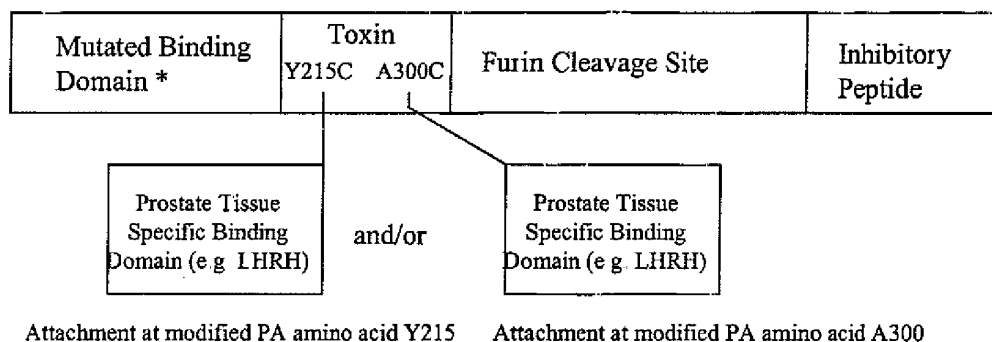 Mutated Binding
Domain *
Toxin
Y215C A300C
Furin Cleavage Site
Inhibitory
Peptide
Prostate Tissue
Specific Binding
Domain (e.g. LHRH)
and/or
Prostate Tissue
Specific Binding
Domain (e.g. LHRH)
Attachment at modified PA amino acid Y215
Attachment at modified PA amino acid A300